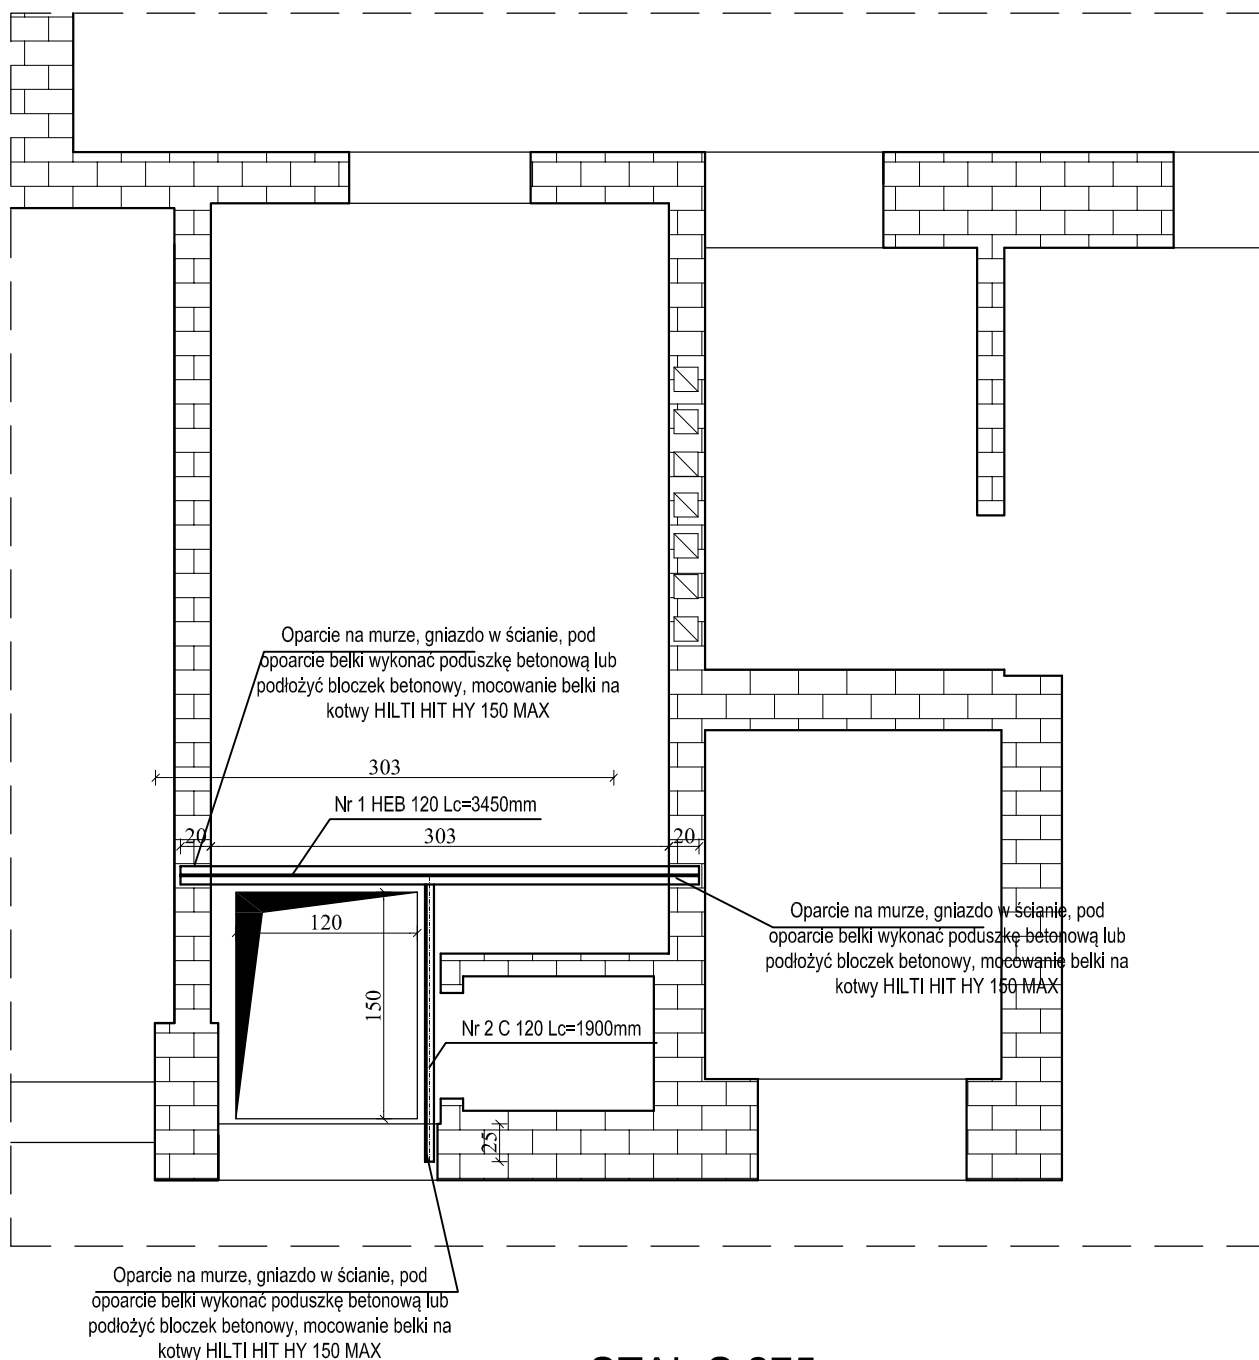 Oparcie na murze, gniazdo w ścianie, pod
opoarcie belki wykonać poduszkę betonową lub
podłożyć bloczek betonowy, mocowanie belki na
kotwy HILTI HIT HY 150 MAX
303
Nr 1 HEB 120 Lc=3450mm
20
303
20
Oparcie na murze, gniazdo w ścianie, pod
opoarcie belki wykonać poduszkę betonową lub
podłożyć bloczek betonowy, mocowanie belki na
kotwy HILTI HIT HY 150 MAX
120
150
Nr 2 C 120 Lc=1900mm
25
Oparcie na murze, gniazdo w ścianie, pod
opoarcie belki wykonać poduszkę betonową lub
podłożyć bloczek betonowy, mocowanie belki na
kotwy HILTI HIT HY 150 MAX